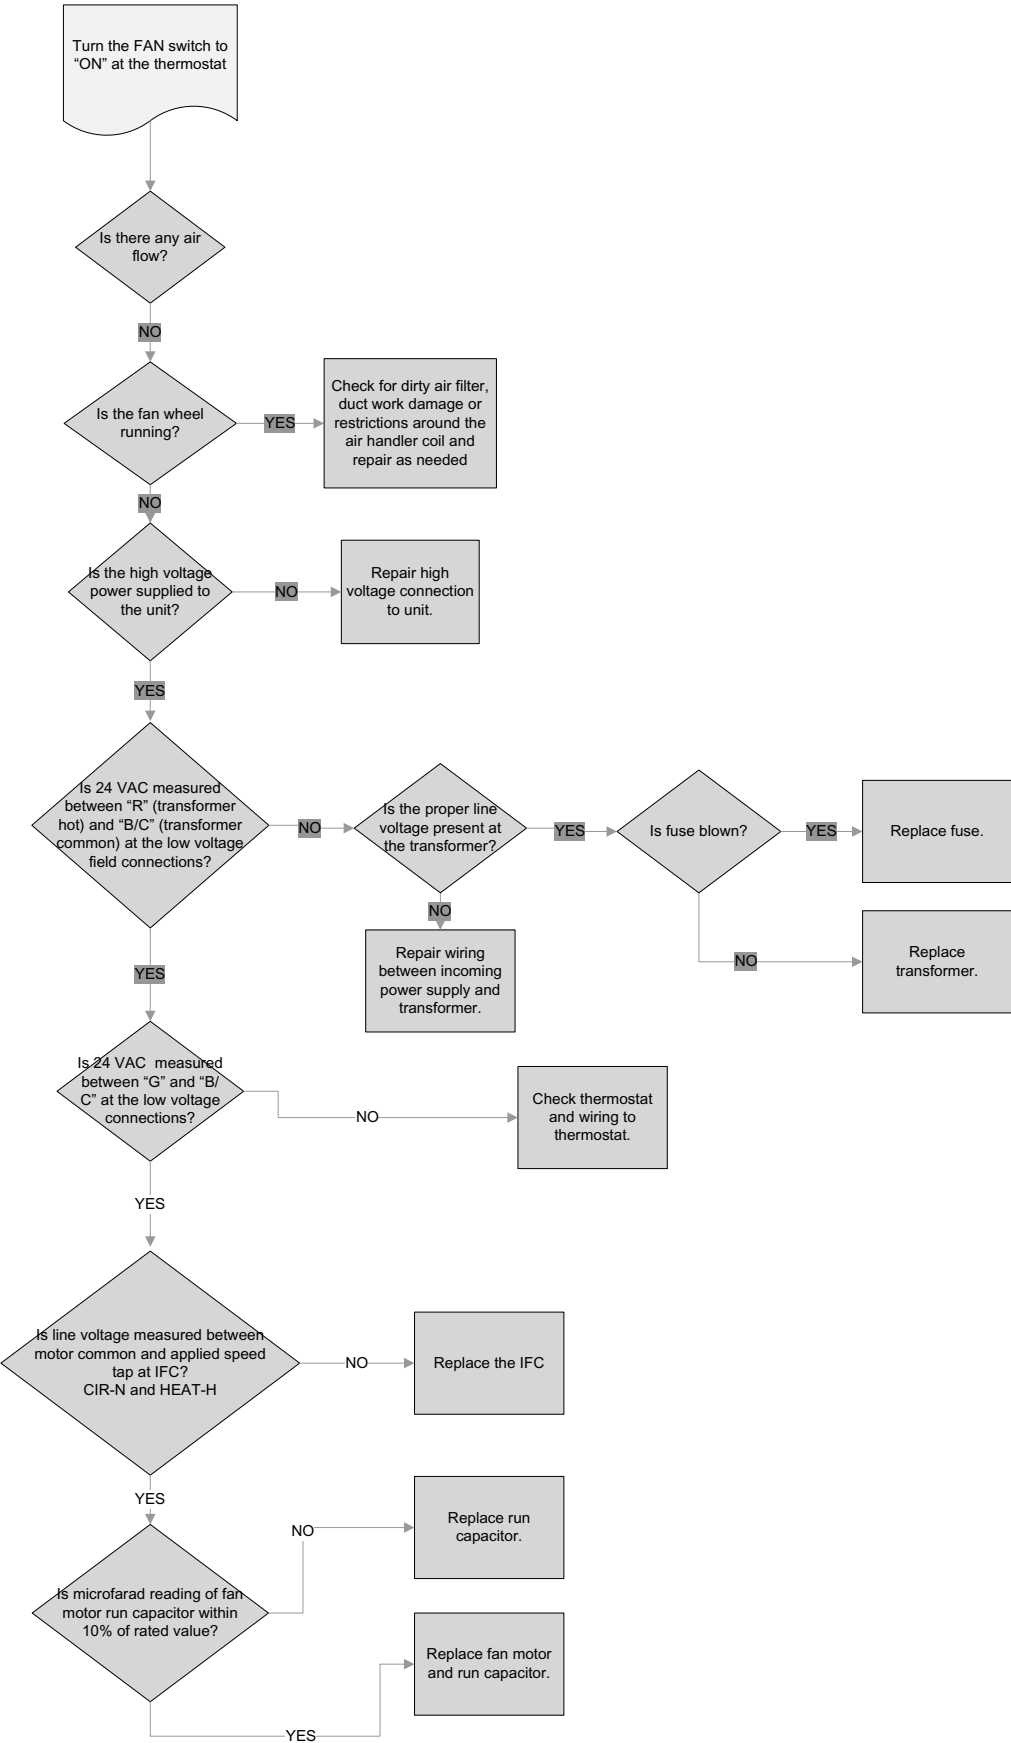 Turn the FAN switch to
“ON” at the thermostat
Is there any air
flow?
NO
Is the fan wheel
running?
YES
Check for dirty air filter,
duct work damage or
restrictions around the
air handler coil and
repair as needed
NO
Is the high voltage
power supplied to
the unit?
NO
Repair high
voltage connection
to unit.
YES
Is 24 VAC measured
between “R” (transformer
hot) and “B/C” (transformer
common) at the low voltage
field connections?
NO
Is the proper line
voltage present at
the transformer?
YES
Is fuse blown?
YES
Replace fuse.
NO
Repair wiring
between incoming
power supply and
transformer.
NO
Replace
transformer.
YES
Is 24 VAC  measured
between “G” and “B/
C” at the low voltage
connections?
NO
Check thermostat
and wiring to
thermostat.
YES
Is line voltage measured between
motor common and applied speed
tap at IFC?
CIR-N and HEAT-H
NO
Replace the IFC
YES
Is microfarad reading of fan
motor run capacitor within
10% of rated value?
NO
Replace run
capacitor.
YES
Replace fan motor
and run capacitor.